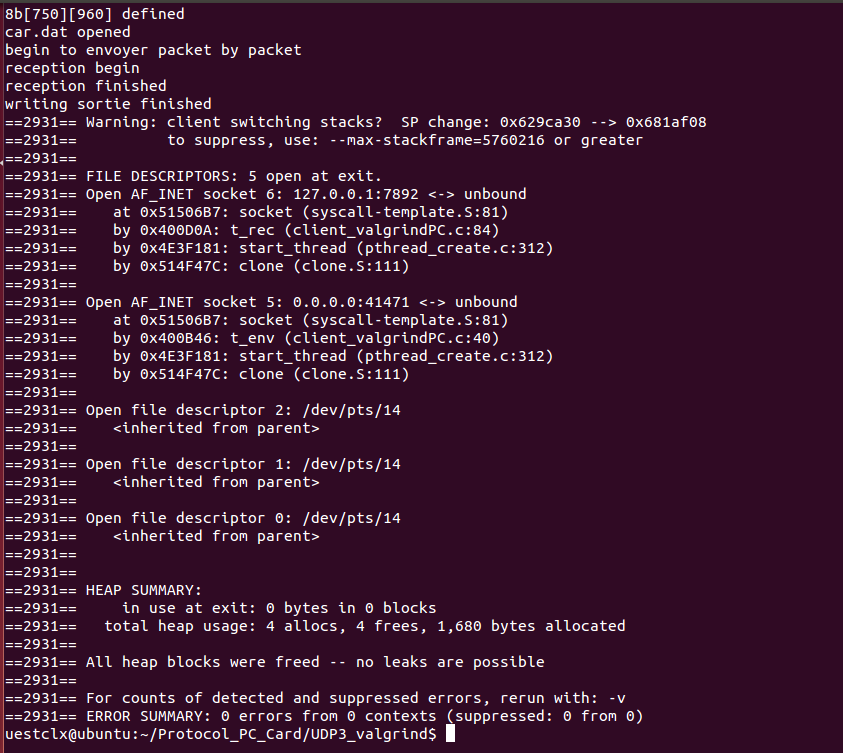 8b[750][960] defined
car.dat opened
begin to envoyer packet by packet
reception begin
reception finished
writing sortie finished
==2931== Warning: client switching stacks?  SP change: 0x629ca30 --> 0x681af08
==2931==          to suppress, use: --max-stackframe=5760216 or greater
==2931==
==2931== FILE DESCRIPTORS: 5 open at exit.
==2931== Open AF_INET socket 6: 127.0.0.1:7892 <-> unbound
==2931==    at 0x51506B7: socket (syscall-template.S:81)
==2931==    by 0x400D0A: t_rec (client_valgrindPC.c:84)
==2931==    by 0x4E3F181: start_thread (pthread_create.c:312)
==2931==    by 0x514F47C: clone (clone.S:111)
==2931==
==2931== Open AF_INET socket 5: 0.0.0.0:41471 <-> unbound
==2931==    at 0x51506B7: socket (syscall-template.S:81)
==2931==    by 0x400B46: t_env (client_valgrindPC.c:40)
==2931==    by 0x4E3F181: start_thread (pthread_create.c:312)
==2931==    by 0x514F47C: clone (clone.S:111)
==2931==
==2931== Open file descriptor 2: /dev/pts/14
==2931==    <inherited from parent>
==2931==
==2931== Open file descriptor 1: /dev/pts/14
==2931==    <inherited from parent>
==2931==
==2931== Open file descriptor 0: /dev/pts/14
==2931==    <inherited from parent>
==2931==
==2931==
==2931== HEAP SUMMARY:
==2931==     in use at exit: 0 bytes in 0 blocks
==2931==   total heap usage: 4 allocs, 4 frees, 1,680 bytes allocated
==2931==
==2931== All heap blocks were freed -- no leaks are possible
==2931==
==2931== For counts of detected and suppressed errors, rerun with: -v
==2931== ERROR SUMMARY: 0 errors from 0 contexts (suppressed: 0 from 0)
uestclx@ubuntu:~/Protocol_PC_Card/UDP3_valgrind$